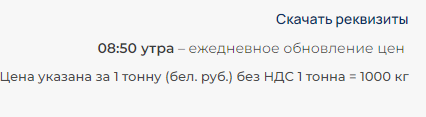 Скачать реквизиты
08:50 утра – ежедневное обновление цен
Цена указана за 1 тонну (бел. руб.) без НДС 1 тонна = 1000 кг